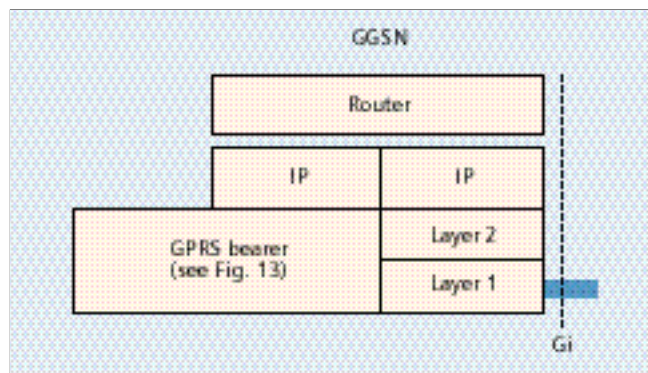 GGSN
Router
IP
IP
GPRS bearer
(see Fig. 13)
Layer 2
Layer 1
Gi